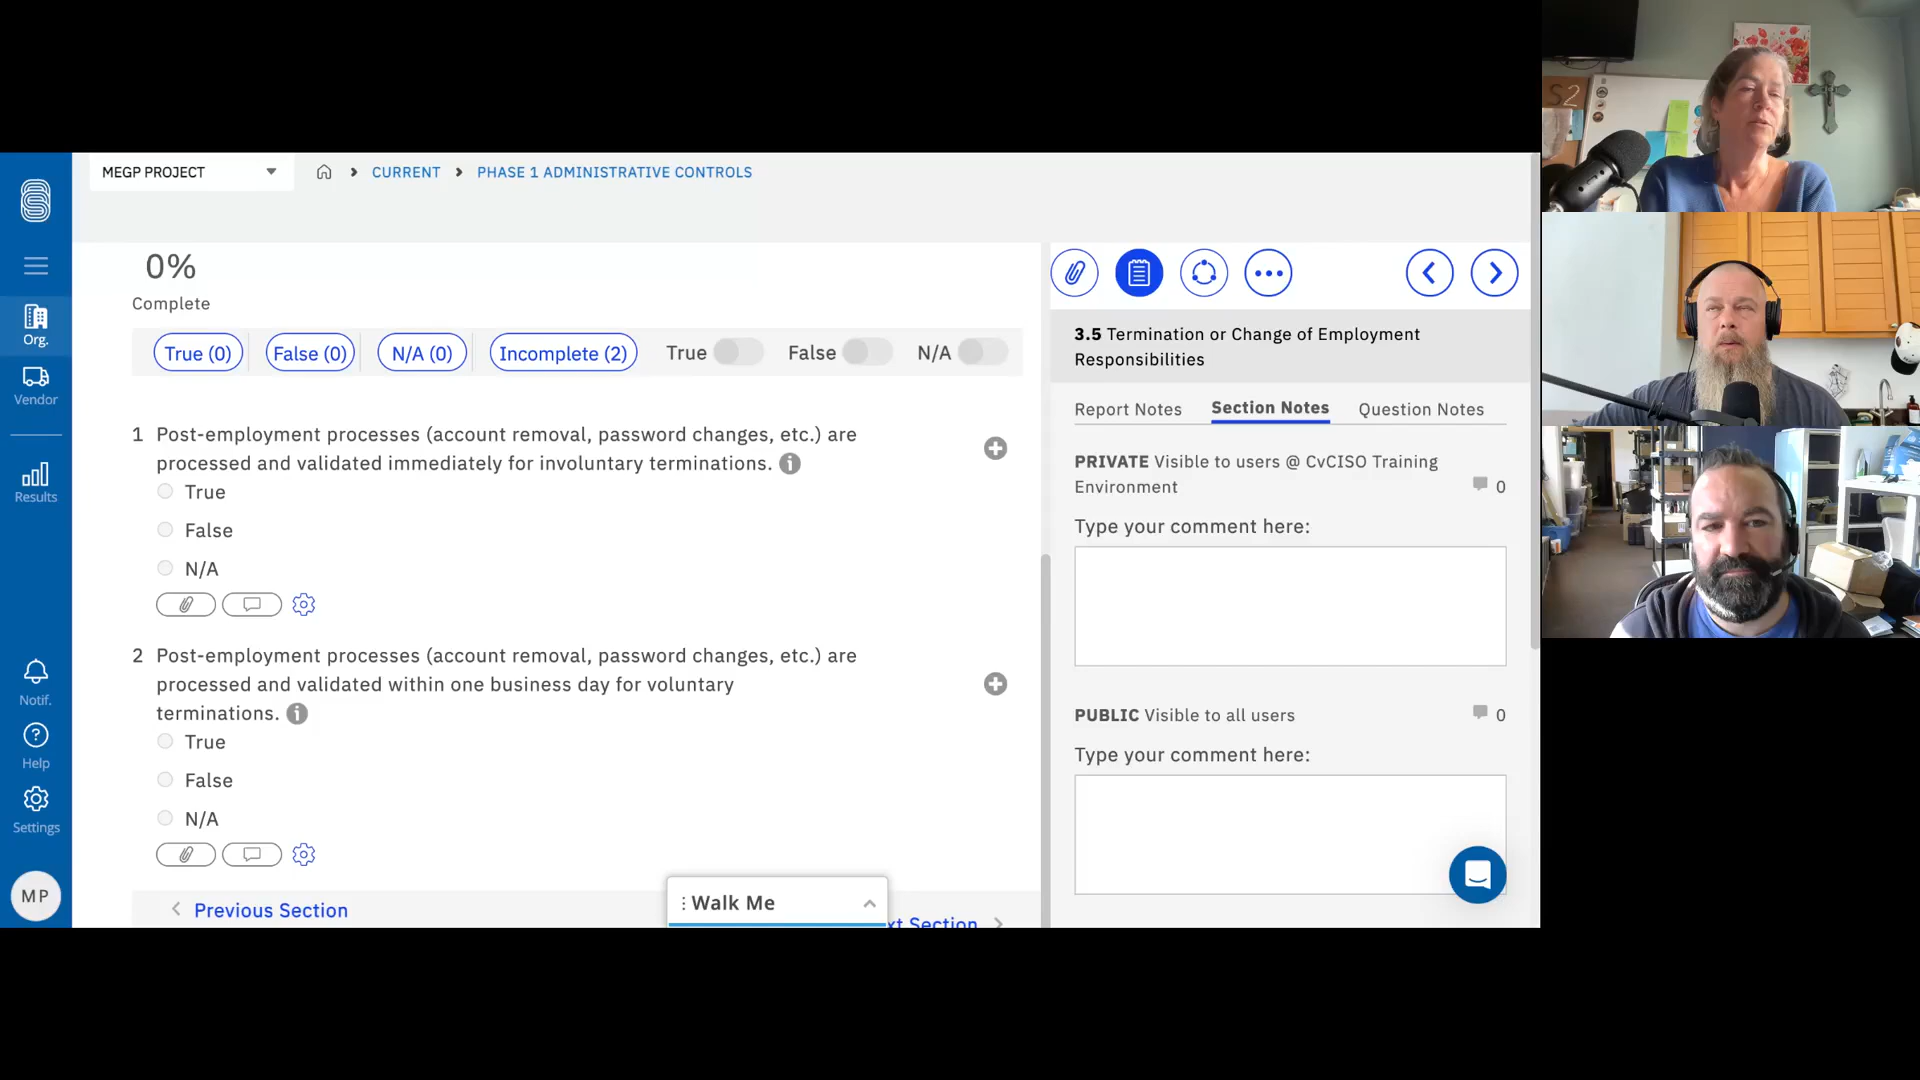 MEGP PROJECT
CURRENT
PHASE 1 ADMINISTRATIVE CONTROLS
Org.
Vendor
Results
Notif.
Help
Settings
MP
0%
Complete
True (0)
False (0)
N/A (0)
Incomplete (2)
True
False
N/A
1 Post-employment processes (account removal, password changes, etc.) are
processed and validated immediately for involuntary terminations.
True
False
N/A
2 Post-employment processes (account removal, password changes, etc.) are
processed and validated within one business day for voluntary
terminations.
True
False
N/A
Previous Section
Walk Me
xt Section
3.5 Termination or Change of Employment
Responsibilities
Report Notes
Section Notes
Question Notes
PRIVATE Visible to users @ CvCISO Training
Environment
0
Type your comment here:
PUBLIC Visible to all users
0
Type your comment here:
S2